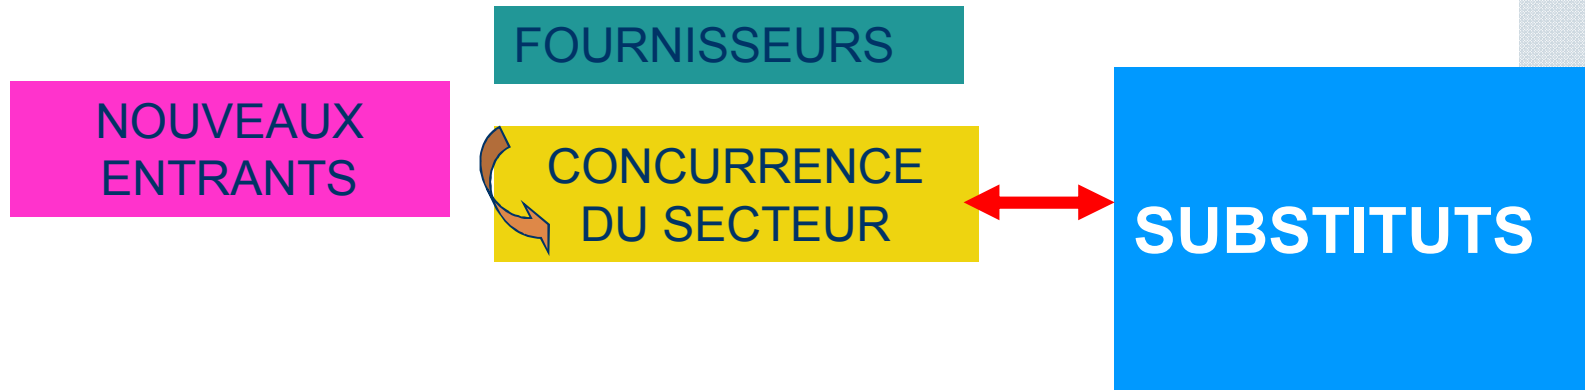 FOURNISSEURS
NOUVEAUX
ENTRANTS
CONCURRENCE
DU SECTEUR
SUBSTITUTS